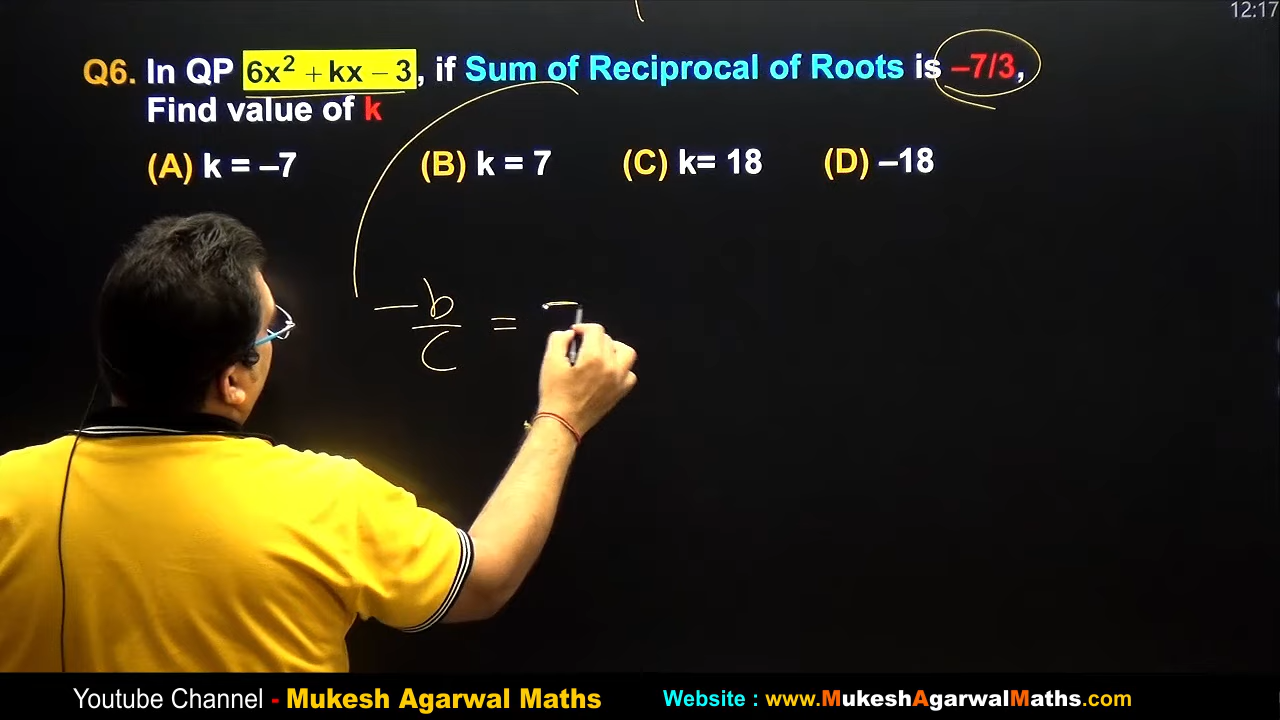 12:17
Q6. In QP 6x² + kx – 3, if Sum of Reciprocal of Roots is –7/3,
Find value of k
(A) k = –7 (B) k = 7 (C) k= 18 (D) –18
–b/c =
Youtube Channel - Mukesh Agarwal Maths Website : www.MukeshAgarwalMaths.com